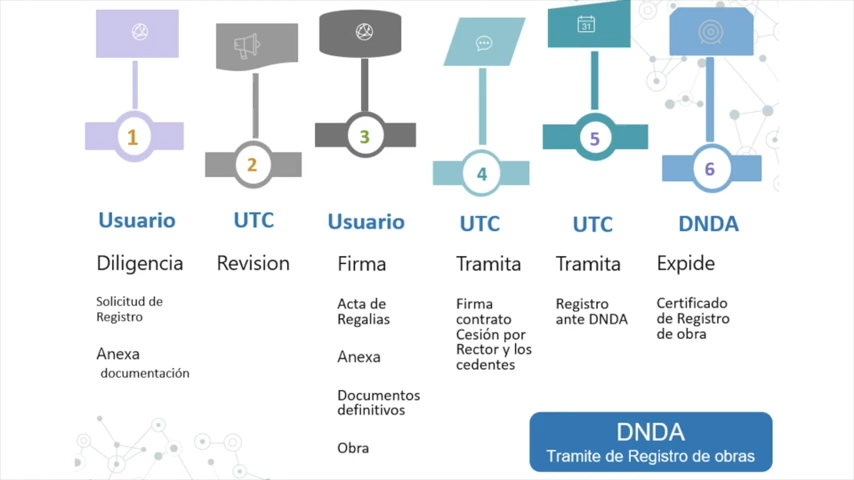 31
1
2
3
4
5
6
Usuario
Diligencia
Solicitud de
Registro
Anexa
documentación
UTC
Revision
Usuario
Firma
Acta de
Regalias
Anexa
Documentos
definitivos
Obra
UTC
Tramita
Firma
contrato
Cesión por
Rector y los
cedentes
UTC
Tramita
Registro
ante DNDA
DNDA
Expide
Certificado
de Registro
de obra
DNDA
Tramite de Registro de obras